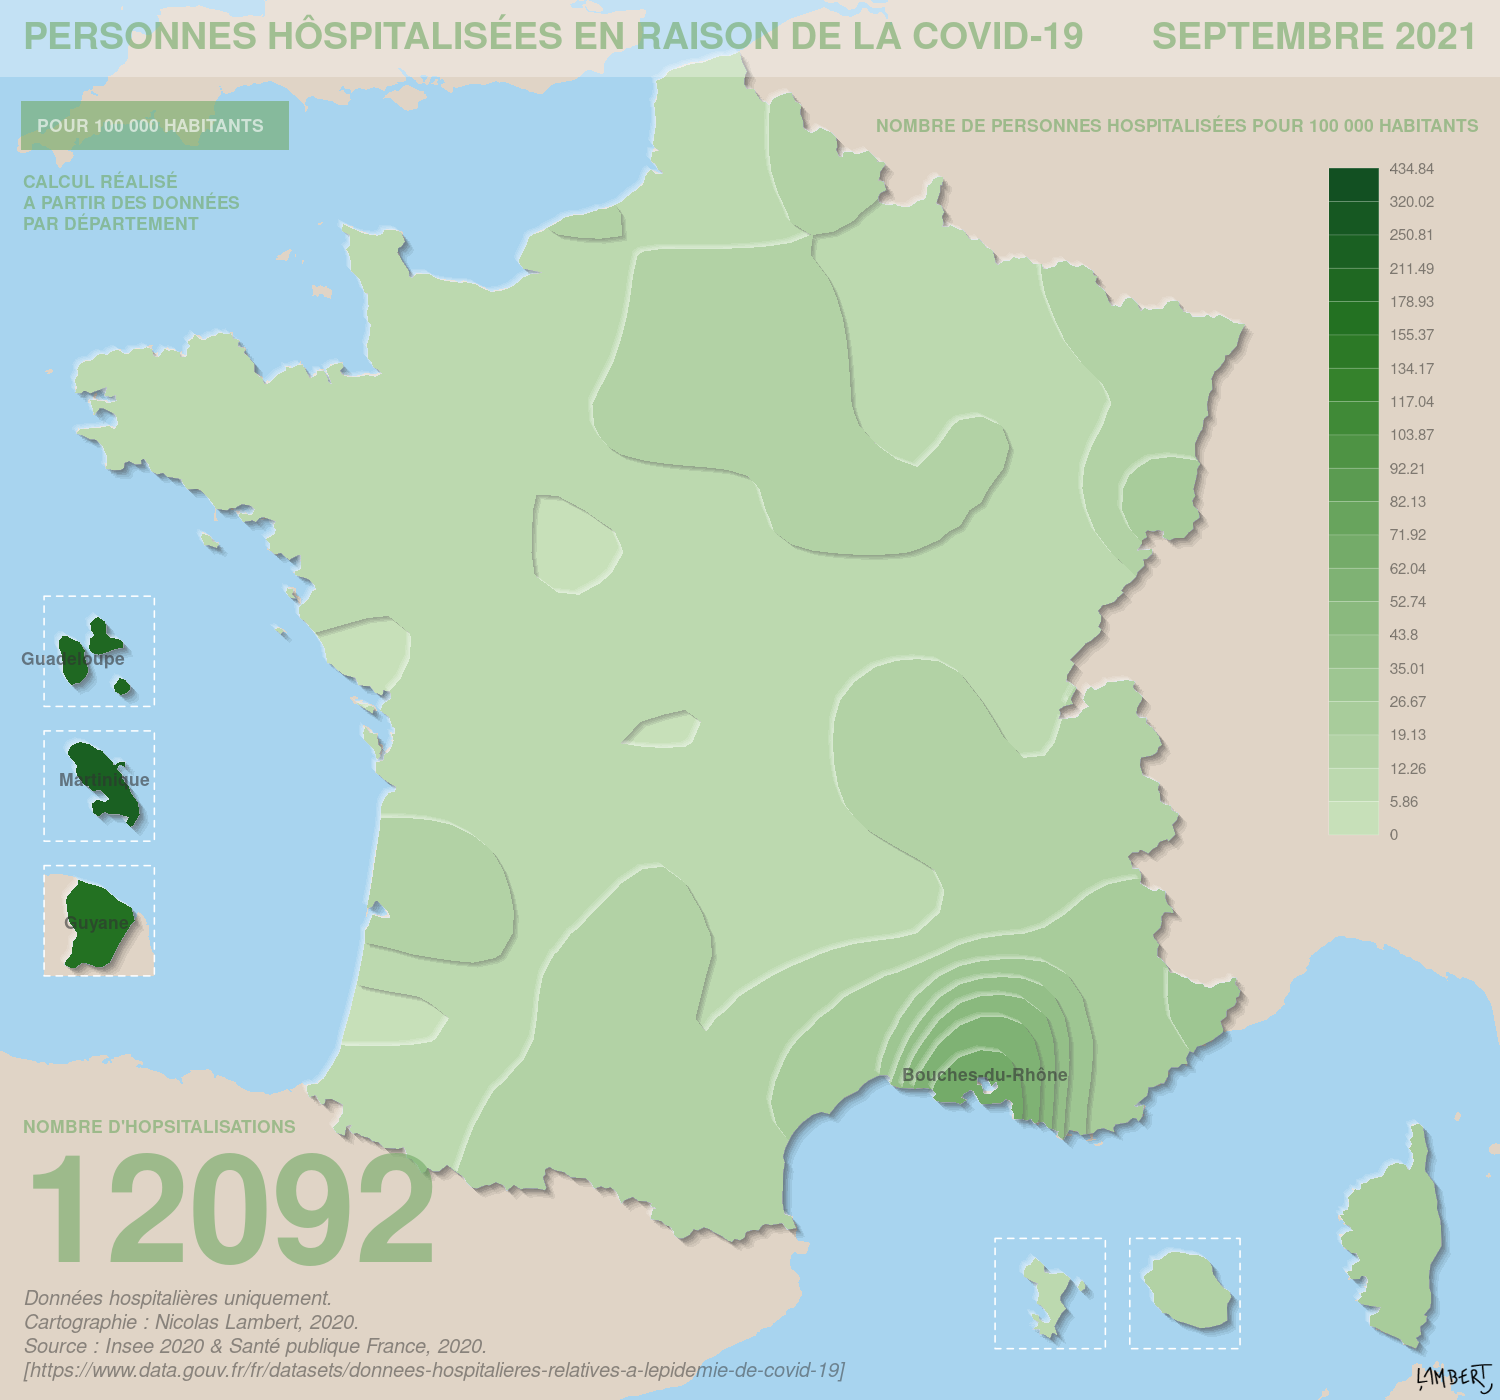 PERSONNES HÔSPITALISÉES EN RAISON DE LA COVID-19 SEPTEMBRE 2021
POUR 100 000 HABITANTS
NOMBRE DE PERSONNES HOSPITALISÉES POUR 100 000 HABITANTS
CALCUL RÉALISÉ
A PARTIR DES DONNÉES
PAR DÉPARTEMENT
434.84
320.02
250.81
211.49
178.93
155.37
134.17
117.04
103.87
92.21
82.13
71.92
62.04
52.74
43.8
35.01
26.67
19.13
12.26
5.86
0
Guadeloupe
Martinique
Guyane
Bouches-du-Rhône
NOMBRE D'HOPSITALISATIONS
12092
Données hospitalières uniquement.
Cartographie : Nicolas Lambert, 2020.
Source : Insee 2020 & Santé publique France, 2020.
[https://www.data.gouv.fr/fr/datasets/donnees-hospitalieres-relatives-a-lepidemie-de-covid-19]
LAMBERT